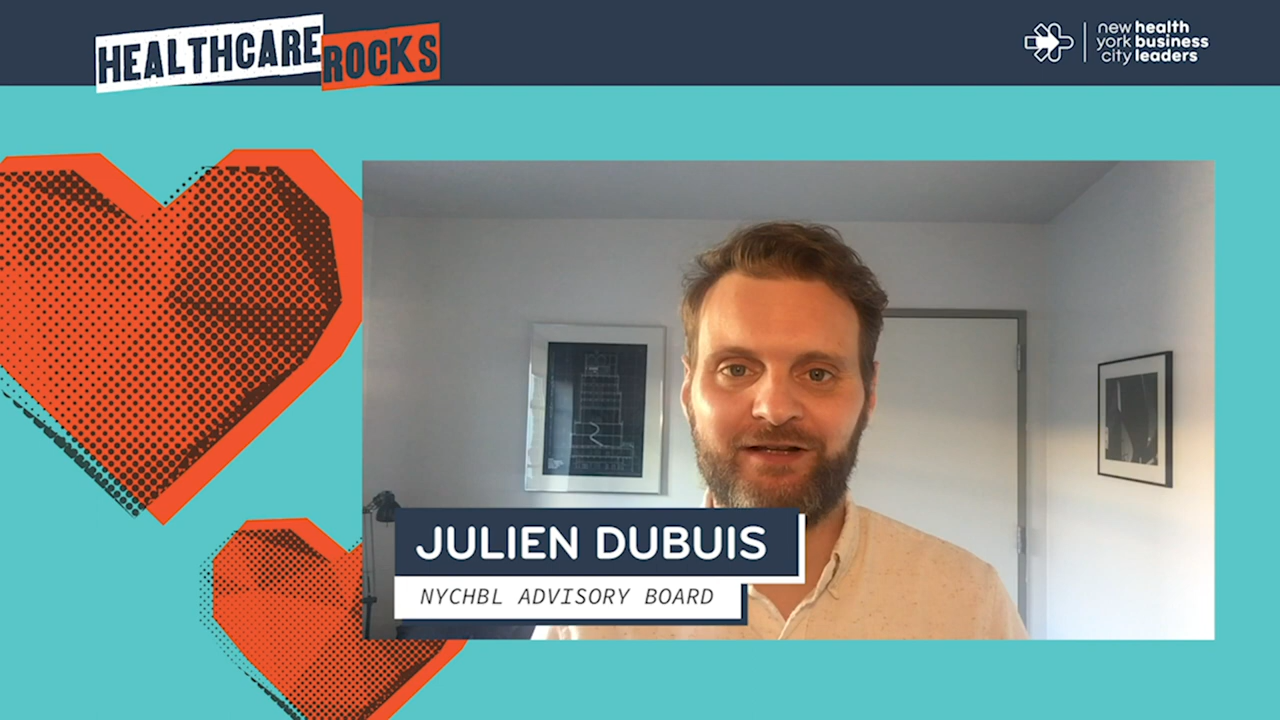 HEALTHCARE ROCKS
new health
york business
city leaders
JULIEN DUBUIS
NYCHBL ADVISORY BOARD